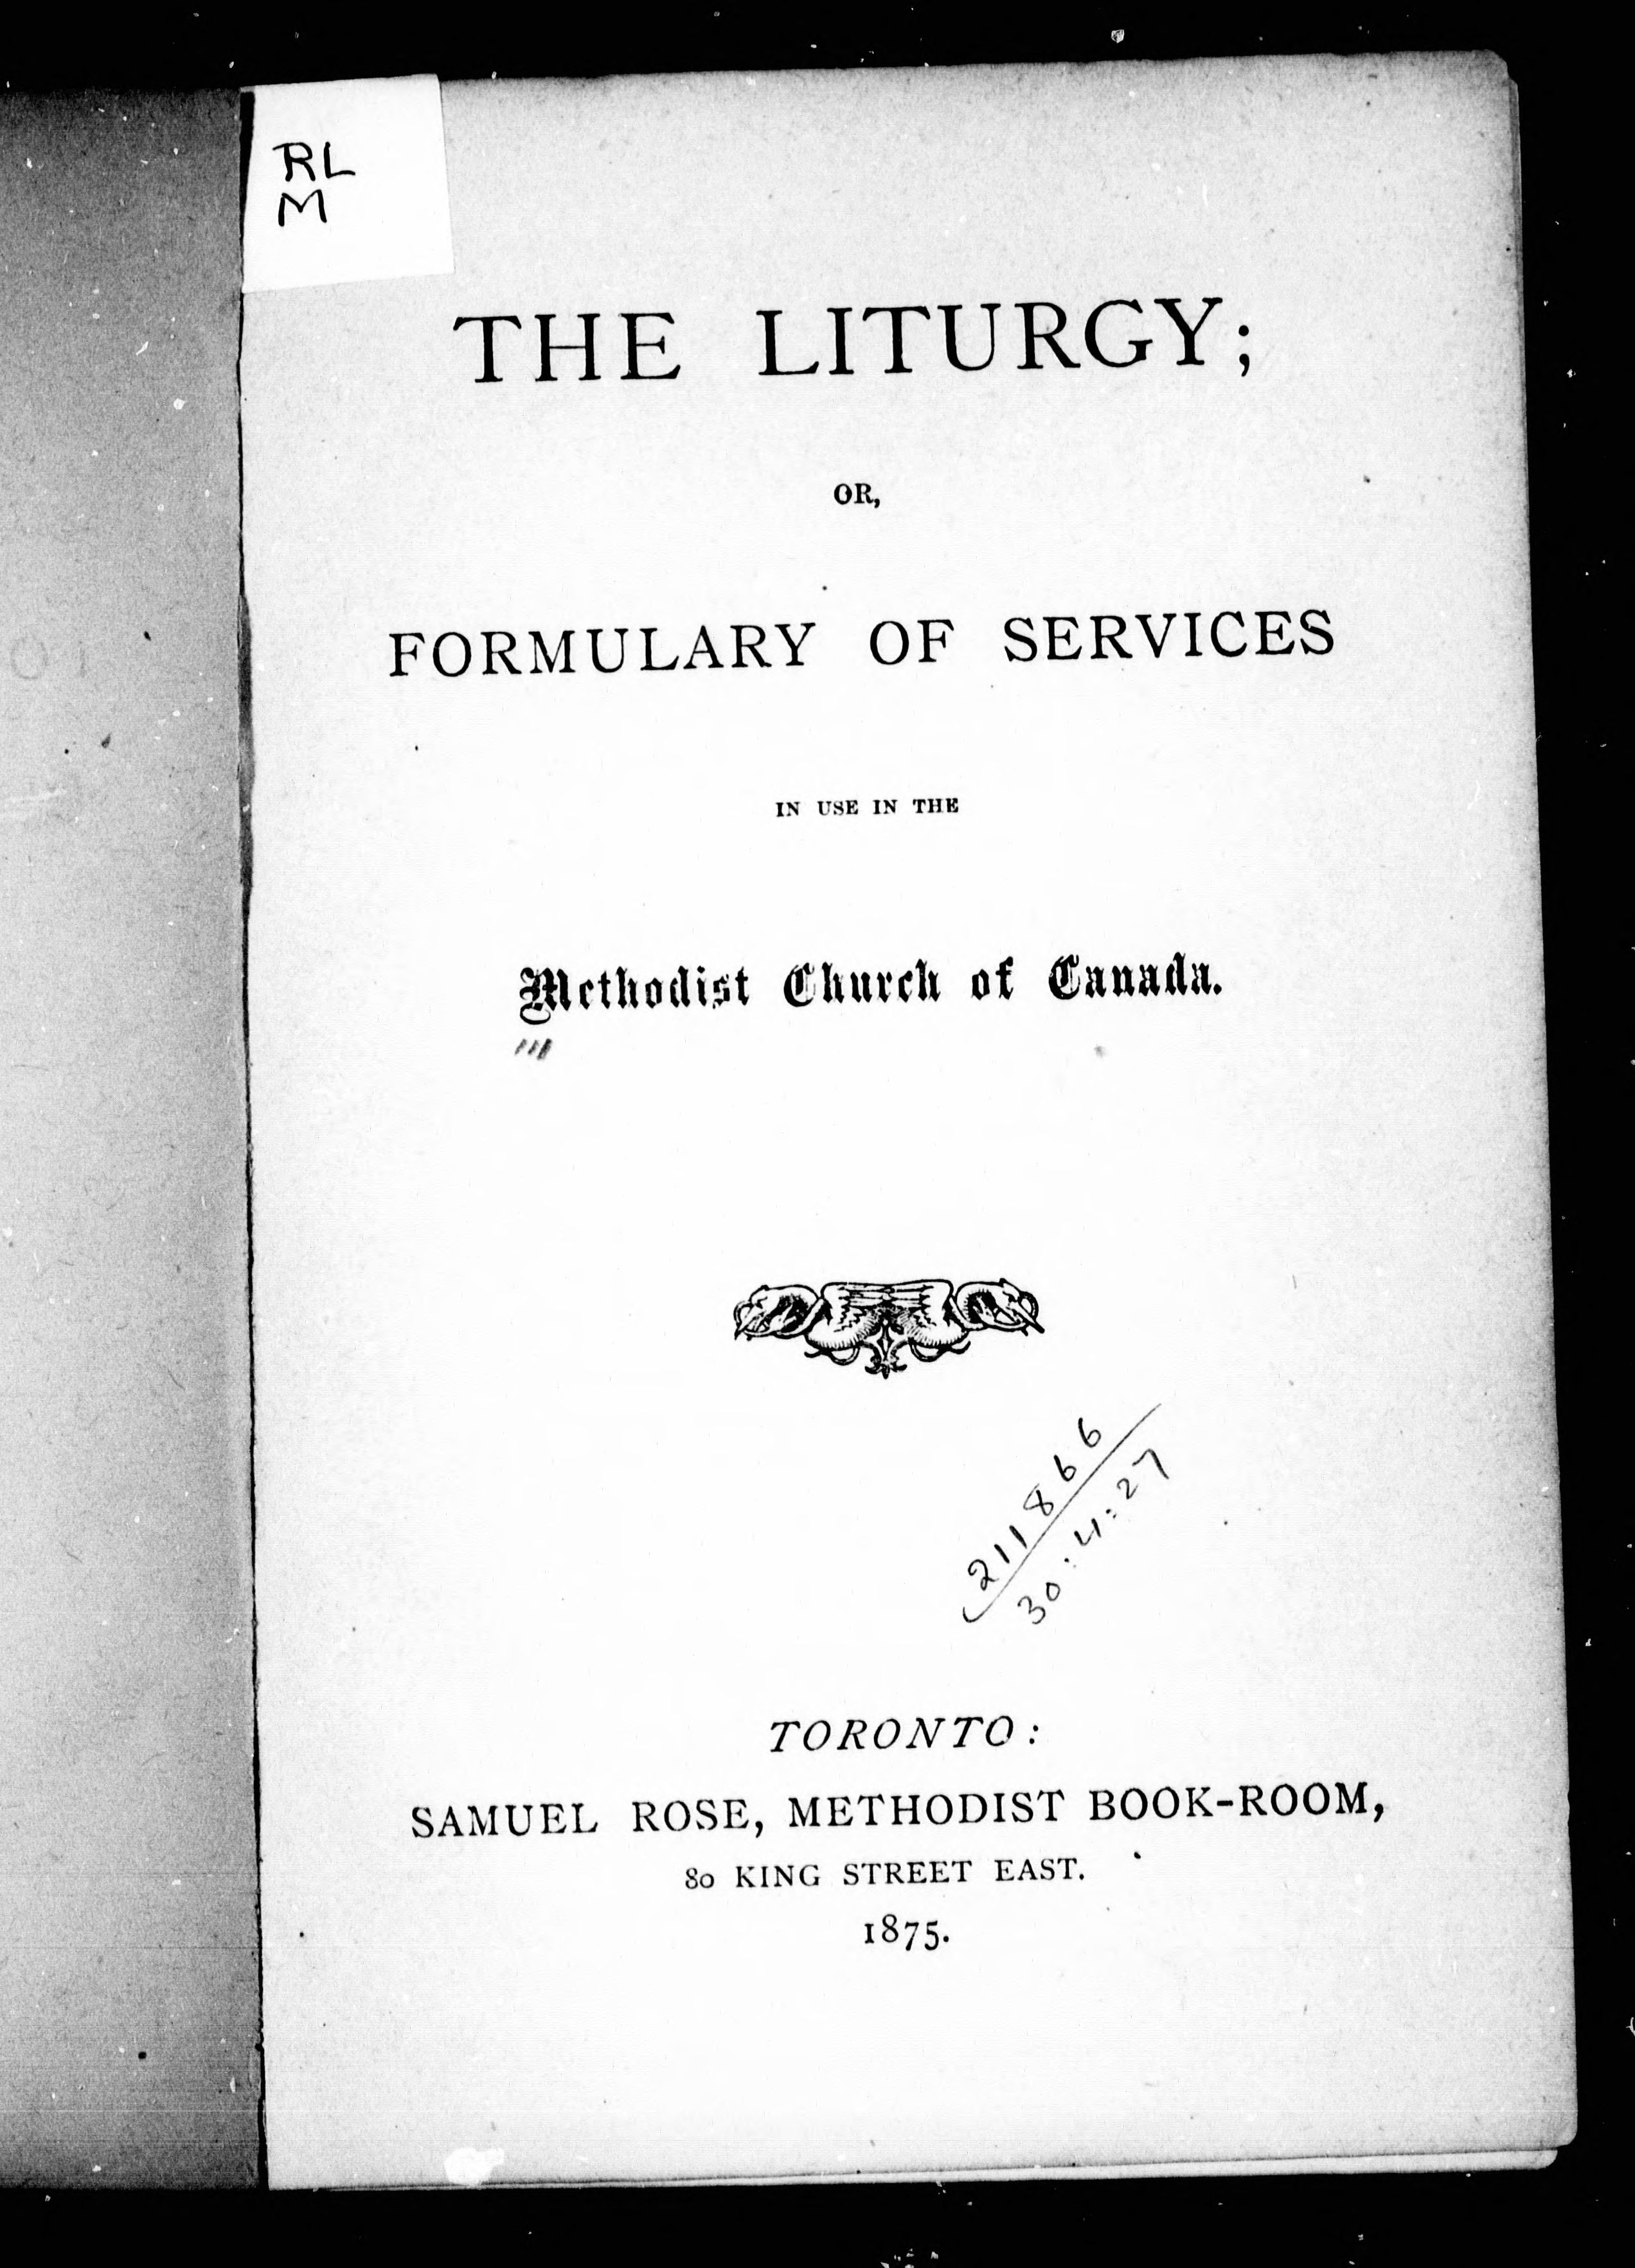 RL
M
THE LITURGY;
OR,
FORMULARY OF SERVICES
IN USE IN THE
Methodist Church of Canada.
211866
30:4:27
TORONTO:
SAMUEL ROSE, METHODIST BOOK-ROOM,
80 KING STREET EAST.
1875.